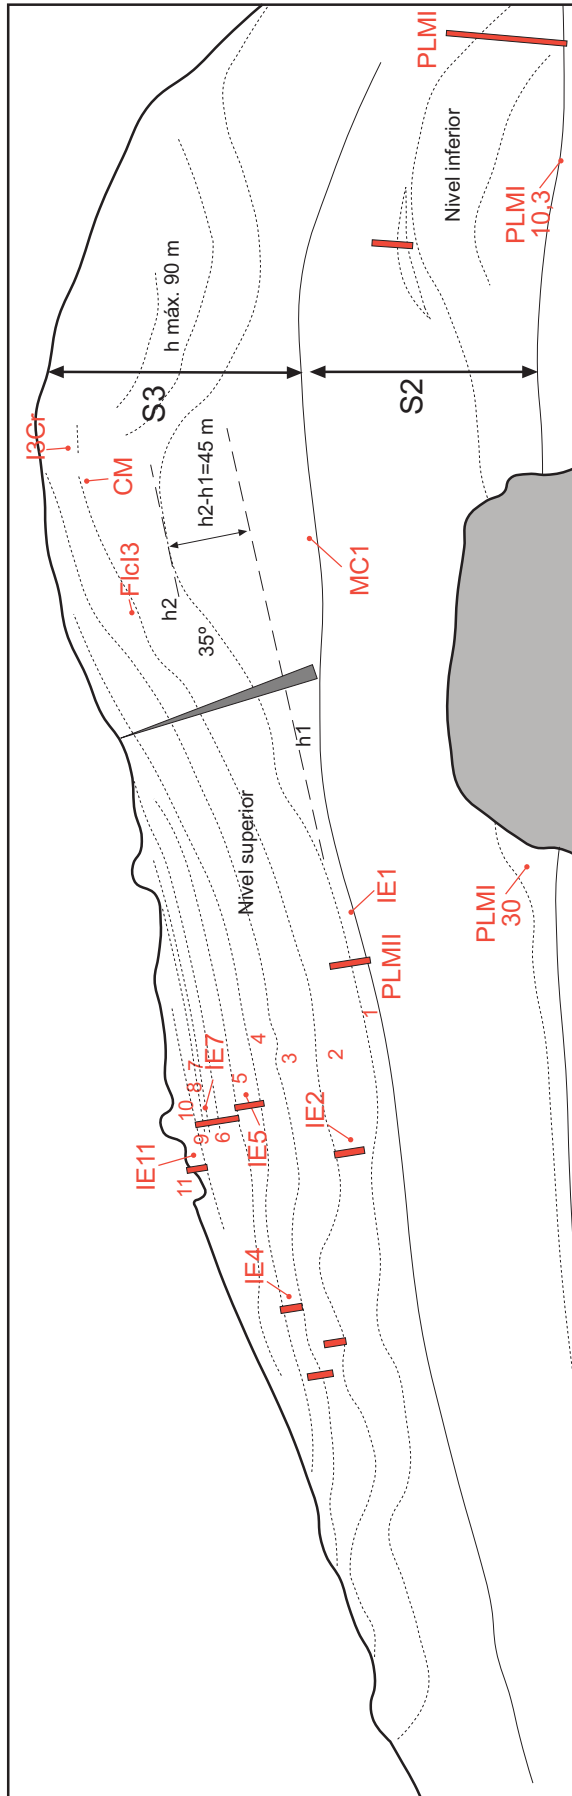 I3Cr
CM
FlcI3
IE11
S3
h máx. 90 m
h2
11
10
8
7
9
IE7
h2-h1=45 m
35º
6
Nivel superior
5
IE5
IE4
4
3
h1
IE2
2
MC1
1
IE1
PLMII
S2
PLMI
Nivel inferior
PLMI
30
PLMI
10.3